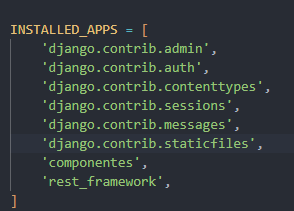 INSTALLED_APPS = [
    'django.contrib.admin',
    'django.contrib.auth',
    'django.contrib.contenttypes',
    'django.contrib.sessions',
    'django.contrib.messages',
    'django.contrib.staticfiles',
    'componentes',
    'rest_framework',
]